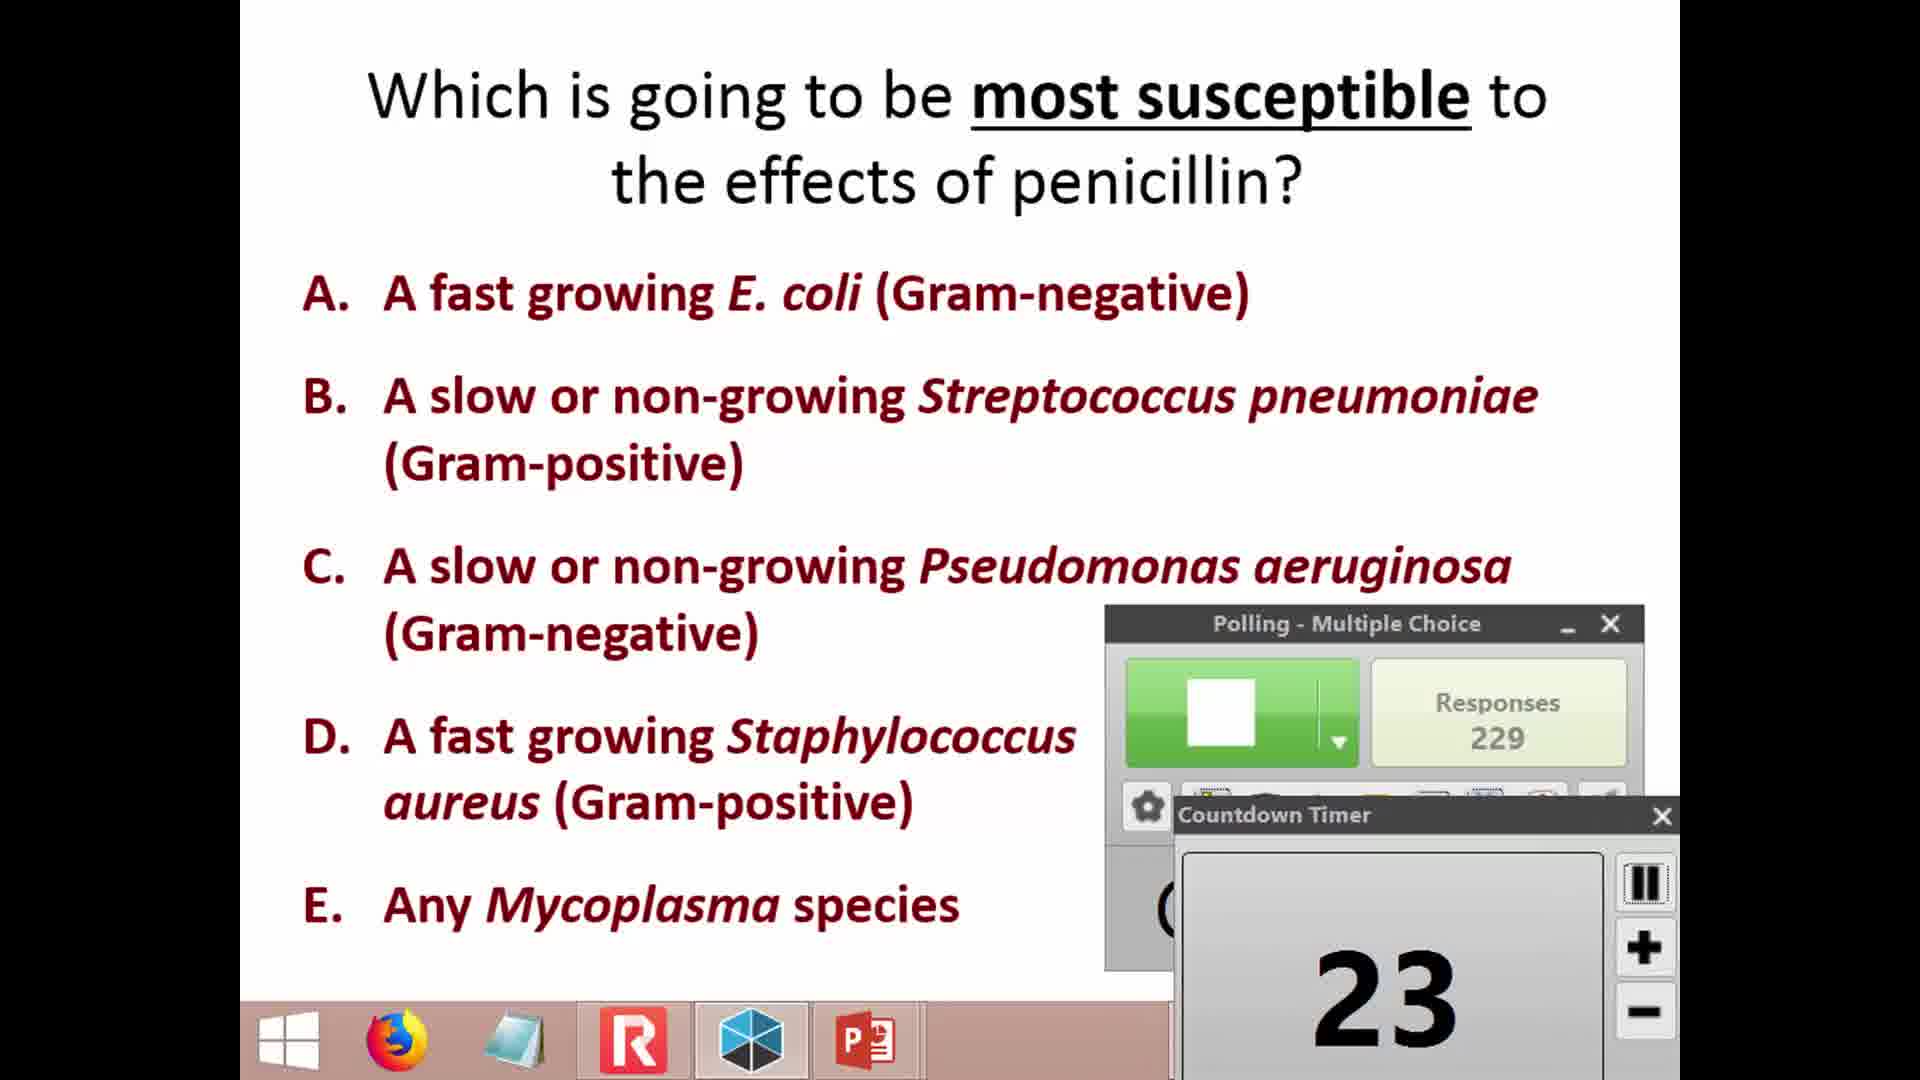 Which is going to be most susceptible to
the effects of penicillin?
A. A fast growing E. coli (Gram-negative)
B. A slow or non-growing Streptococcus pneumoniae
(Gram-positive)
C. A slow or non-growing Pseudomonas aeruginosa
(Gram-negative)
D. A fast growing Staphylococcus
aureus (Gram-positive)
E. Any Mycoplasma species
Polling - Multiple Choice
Responses
229
Countdown Timer
23